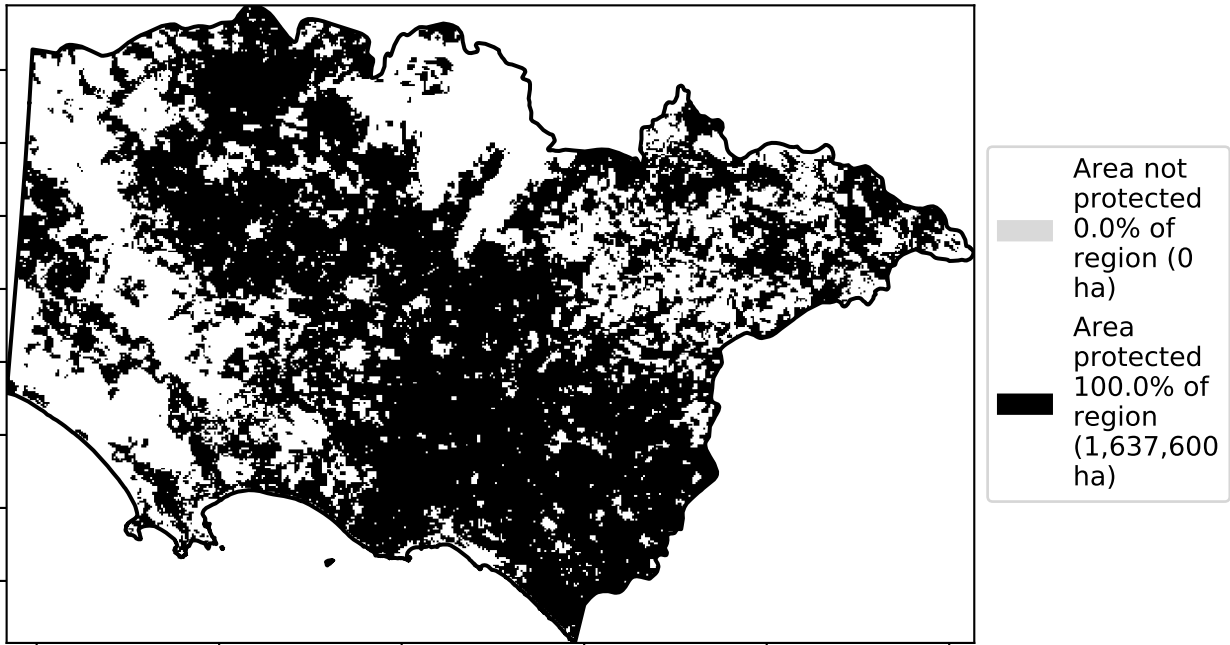 Area not
protected
0.0% of
region (0
ha)
Area
protected
100.0% of
region
(1,637,600
ha)